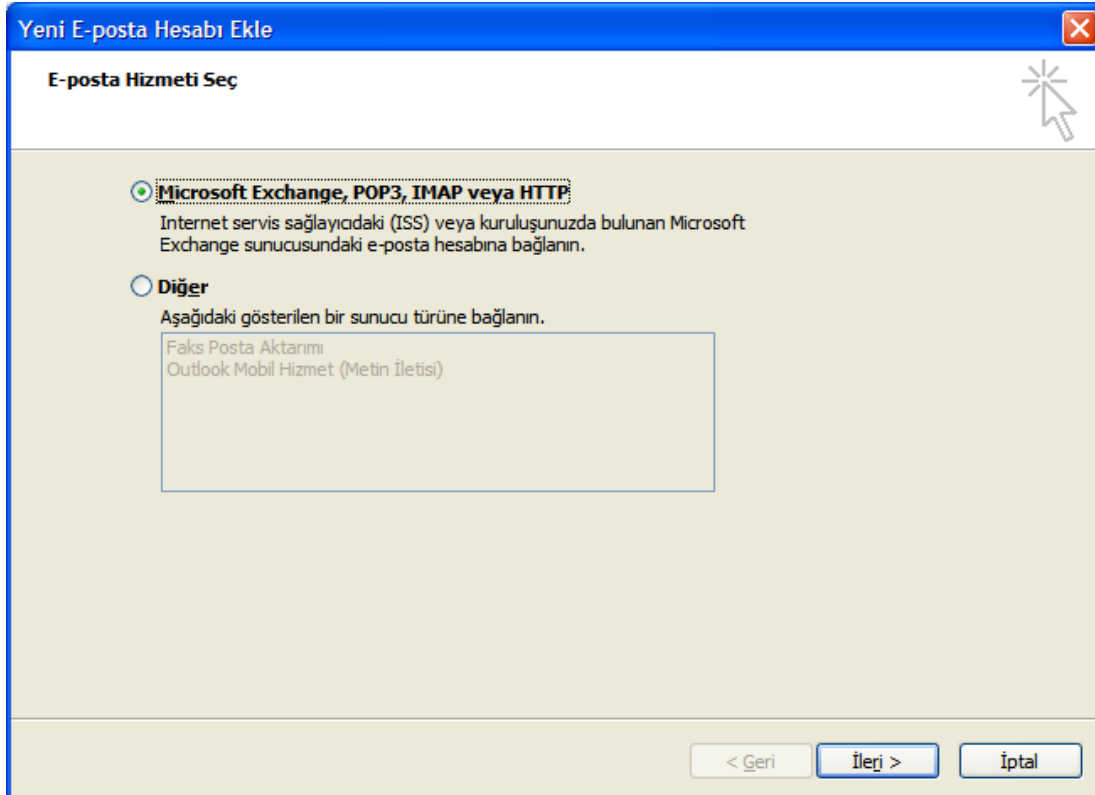 Yeni E-posta Hesabı Ekle
E-posta Hizmeti Seç
Microsoft Exchange, POP3, IMAP veya HTTP
Internet servis sağlayıcıdaki (ISS) veya kuruluşunuzda bulunan Microsoft
Exchange sunucusundaki e-posta hesabına bağlanın.
Diğer
Aşağıdaki gösterilen bir sunucu türüne bağlanın.
Faks Posta Aktarımı
Outlook Mobil Hizmet (Metin İletisi)
< Geri İleri > İptal